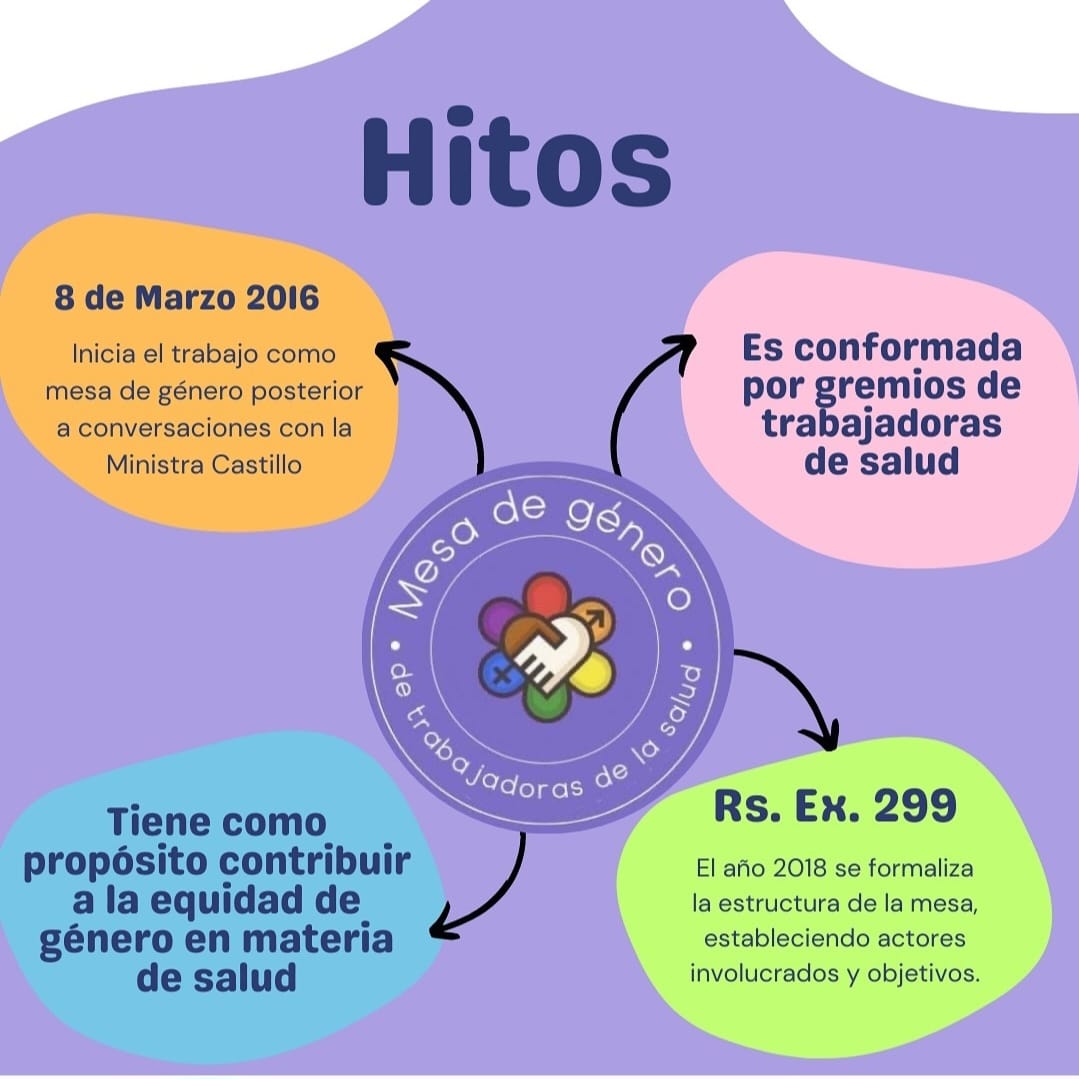 Hitos
8 de Marzo 2016
Inicia el trabajo como
mesa de género posterior
a conversaciones con la
Ministra Castillo
Es conformada
por gremios de
trabajadoras
de salud
Mesa de género
de trabajadoras de la salud
Tiene como
propósito contribuir
a la equidad de
género en materia
de salud
Rs. Ex. 299
El año 2018 se formaliza
la estructura de la mesa,
estableciendo actores
involucrados y objetivos.